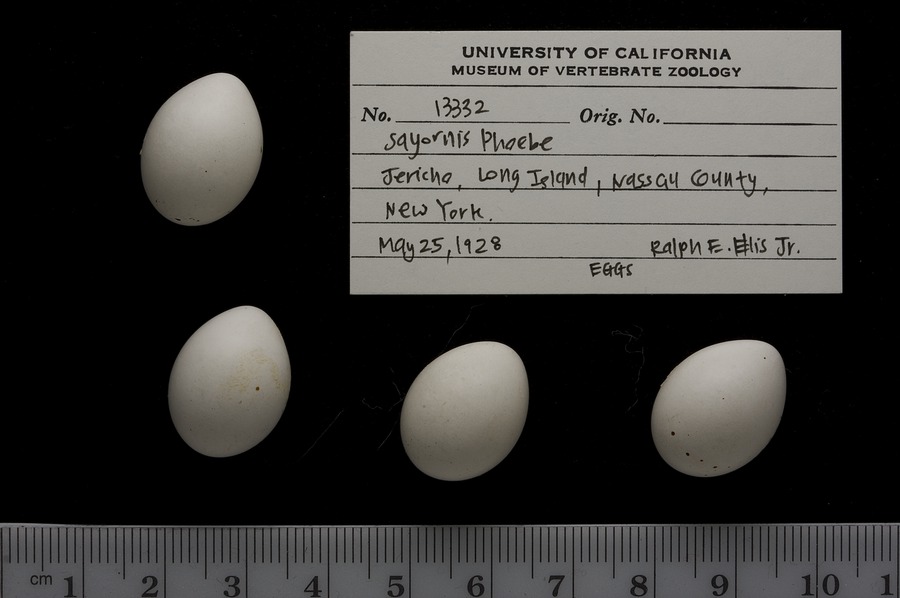 UNIVERSITY OF CALIFORNIA
MUSEUM OF VERTEBRATE ZOOLOGY
No. 13332 Orig. No.
Sayornis Phoebe
Jericho, Long Island, Nassau County,
New York.
May 25, 1928 Ralph E. Ellis Jr.
EGGS
cm 1 2 3 4 5 6 7 8 9 10 1